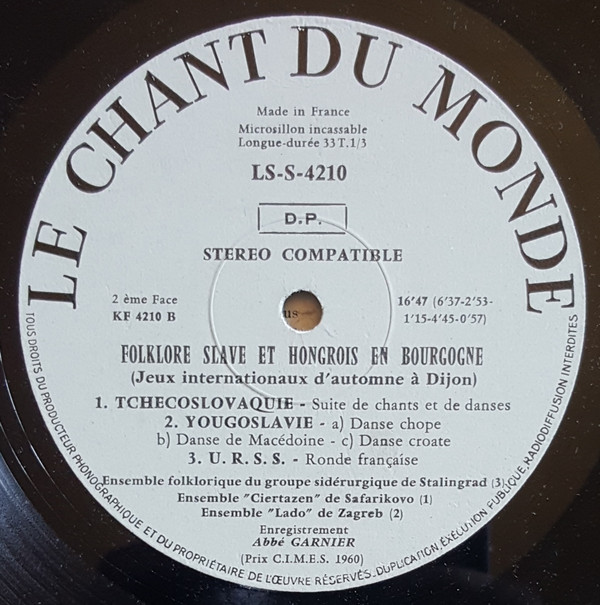 LE CHANT DU MONDE
Made in France
Microsillon incassable
Longue-durée 33 T.1/3
LS-S-4210
D.P.
STEREO COMPATIBLE
2 ème Face
KF 4210 B
16'47 (6'37-2'53-
1'15-4'45-0'57)
FOLKLORE SLAVE ET HONGROIS EN BOURGOGNE
(Jeux internationaux d'automne à Dijon)
1. TCHECOSLOVAQUIE - Suite de chants et de danses
2. YOUGOSLAVIE - a) Danse chope
b) Danse de Macédoine - c) Danse croate
3. U. R. S. S. - Ronde française
Ensemble folklorique du groupe sidérurgique de Stalingrad (3)
Ensemble "Ciertazen" de Safarikovo (1)
Ensemble "Lado" de Zagreb (2)
Enregistrement
Abbé GARNIER
(Prix C.I.M.E.S. 1960)
TOUS DROITS DU PRODUCTEUR PHONOGRAPHIQUE ET DU PROPRIÉTAIRE DE L'ŒUVRE RÉSERVÉS. DUPLICATION, EXÉCUTION PUBLIQUE, RADIODIFFUSION INTERDITES